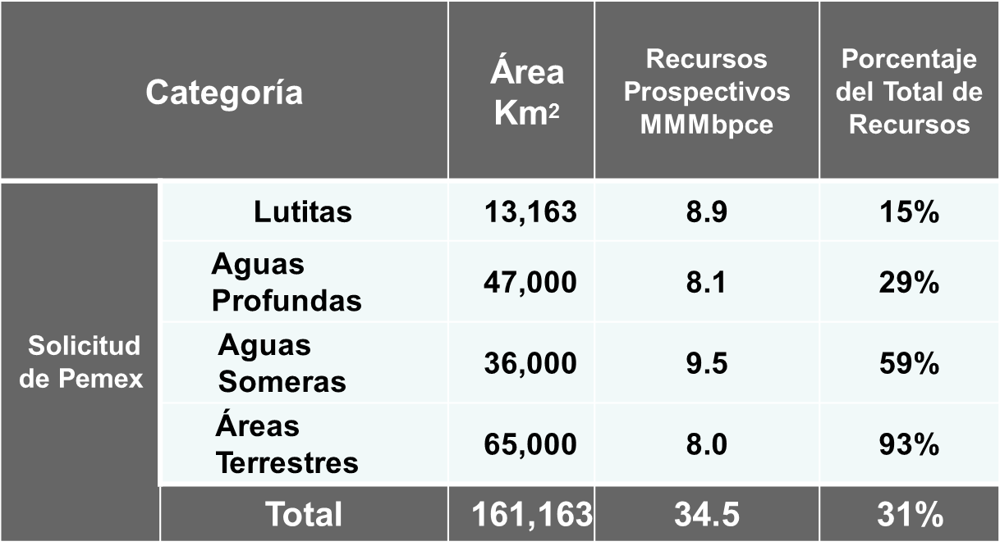 Categoría
Área
Km²
Recursos
Prospectivos
MMMbpce
Porcentaje
del Total de
Recursos
Solicitud
de Pemex
Lutitas
13,163
8.9
15%
Aguas
Profundas
47,000
8.1
29%
Aguas
Someras
36,000
9.5
59%
Áreas
Terrestres
65,000
8.0
93%
Total
161,163
34.5
31%